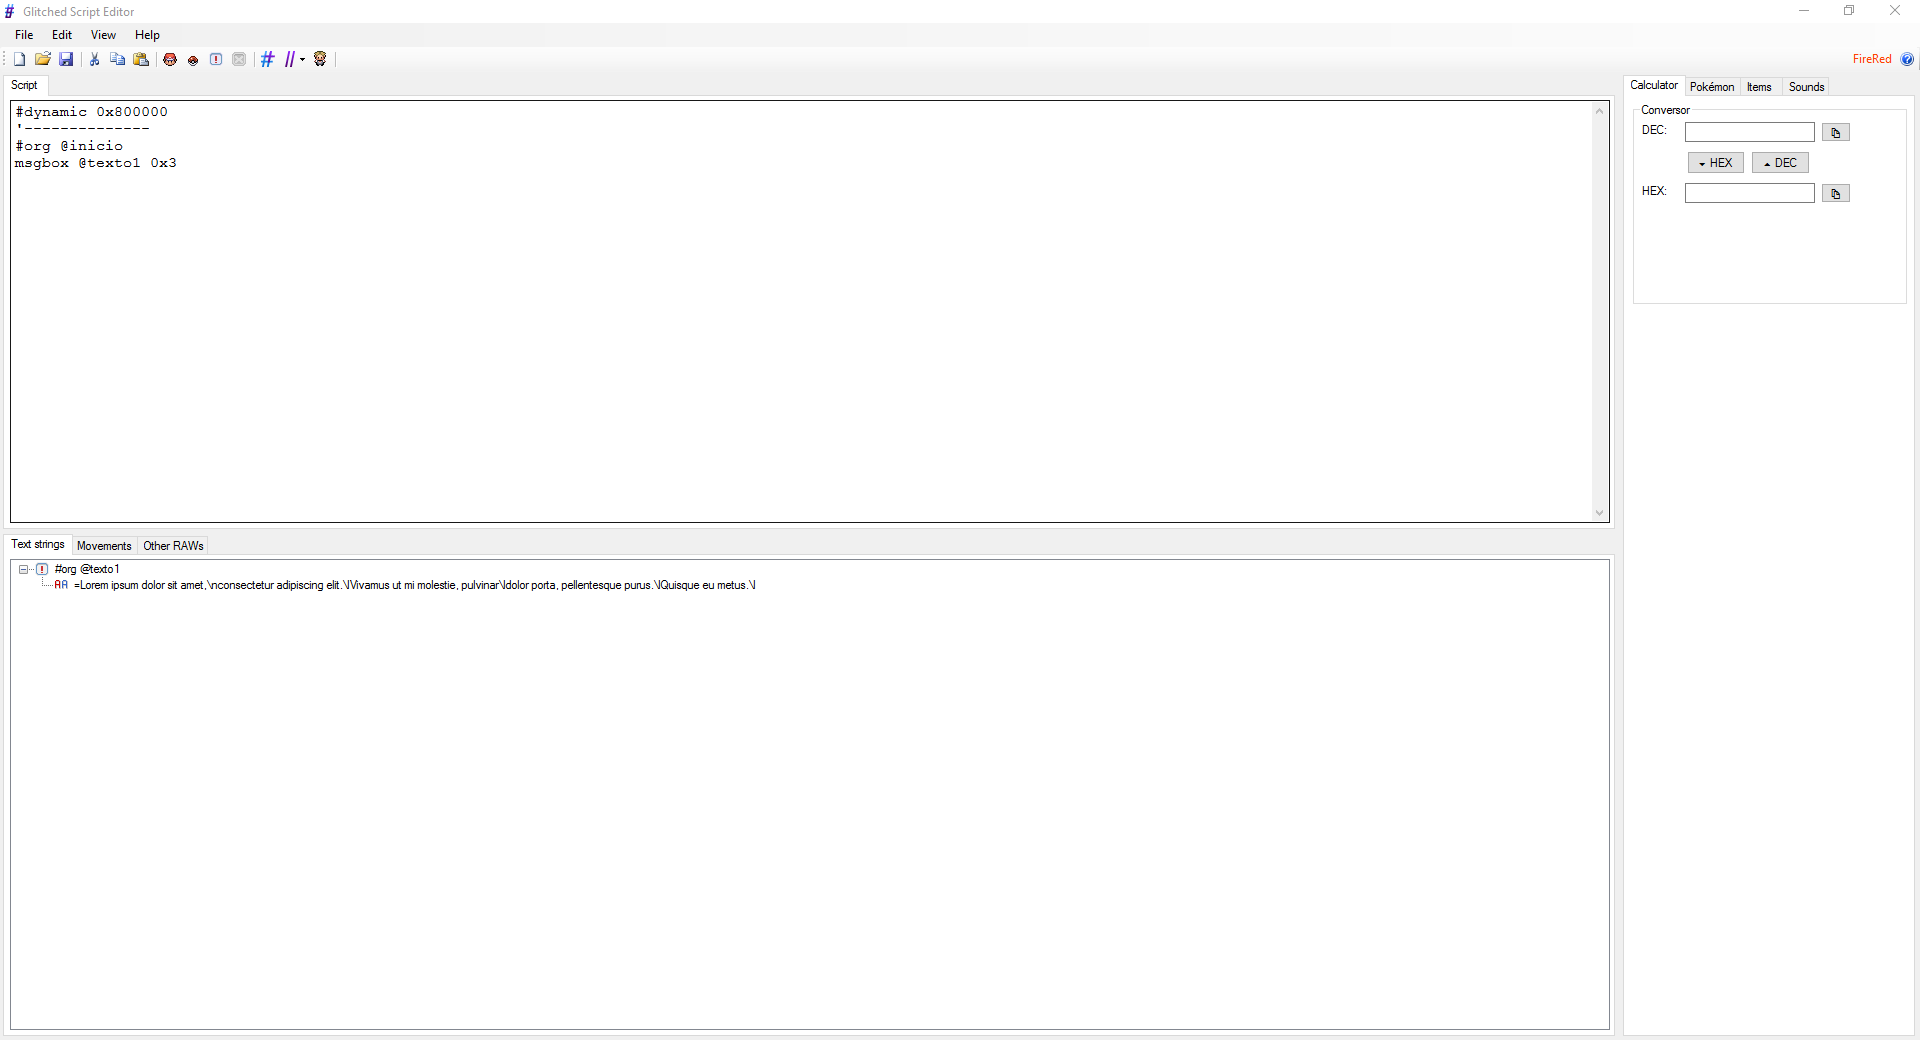 Glitched Script Editor
File Edit View Help
FireRed
Script
#dynamic 0x800000
'--------------
#org @inicio
msgbox @texto1 0x3
Text strings Movements Other RAWs
#org @texto1
AA =Lorem ipsum dolor sit amet,\nconsectetur adipiscing elit.\lVivamus ut mi molestie, pulvinar\ldolor porta, pellentesque purus.\lQuisque eu metus.\l
Calculator Pokémon Items Sounds
Conversor
DEC:
HEX DEC
HEX: